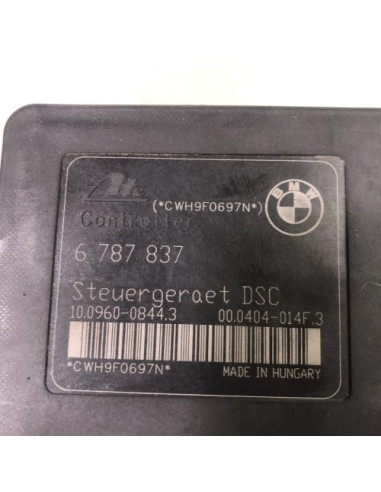 Ate
(*CWH9F0697N*)
BMW
Controller
6 787 837
Steuergeraet DSC
10.0960-0844.3 00.0404-014F.3
*CWH9F0697N*
MADE IN HUNGARY